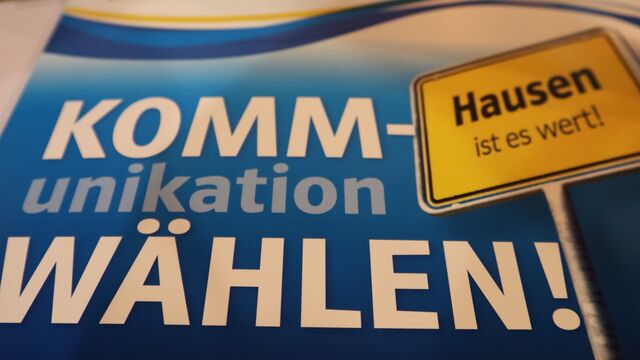 KOMM-
unikation
WÄHLEN!
Hausen
ist es wert!